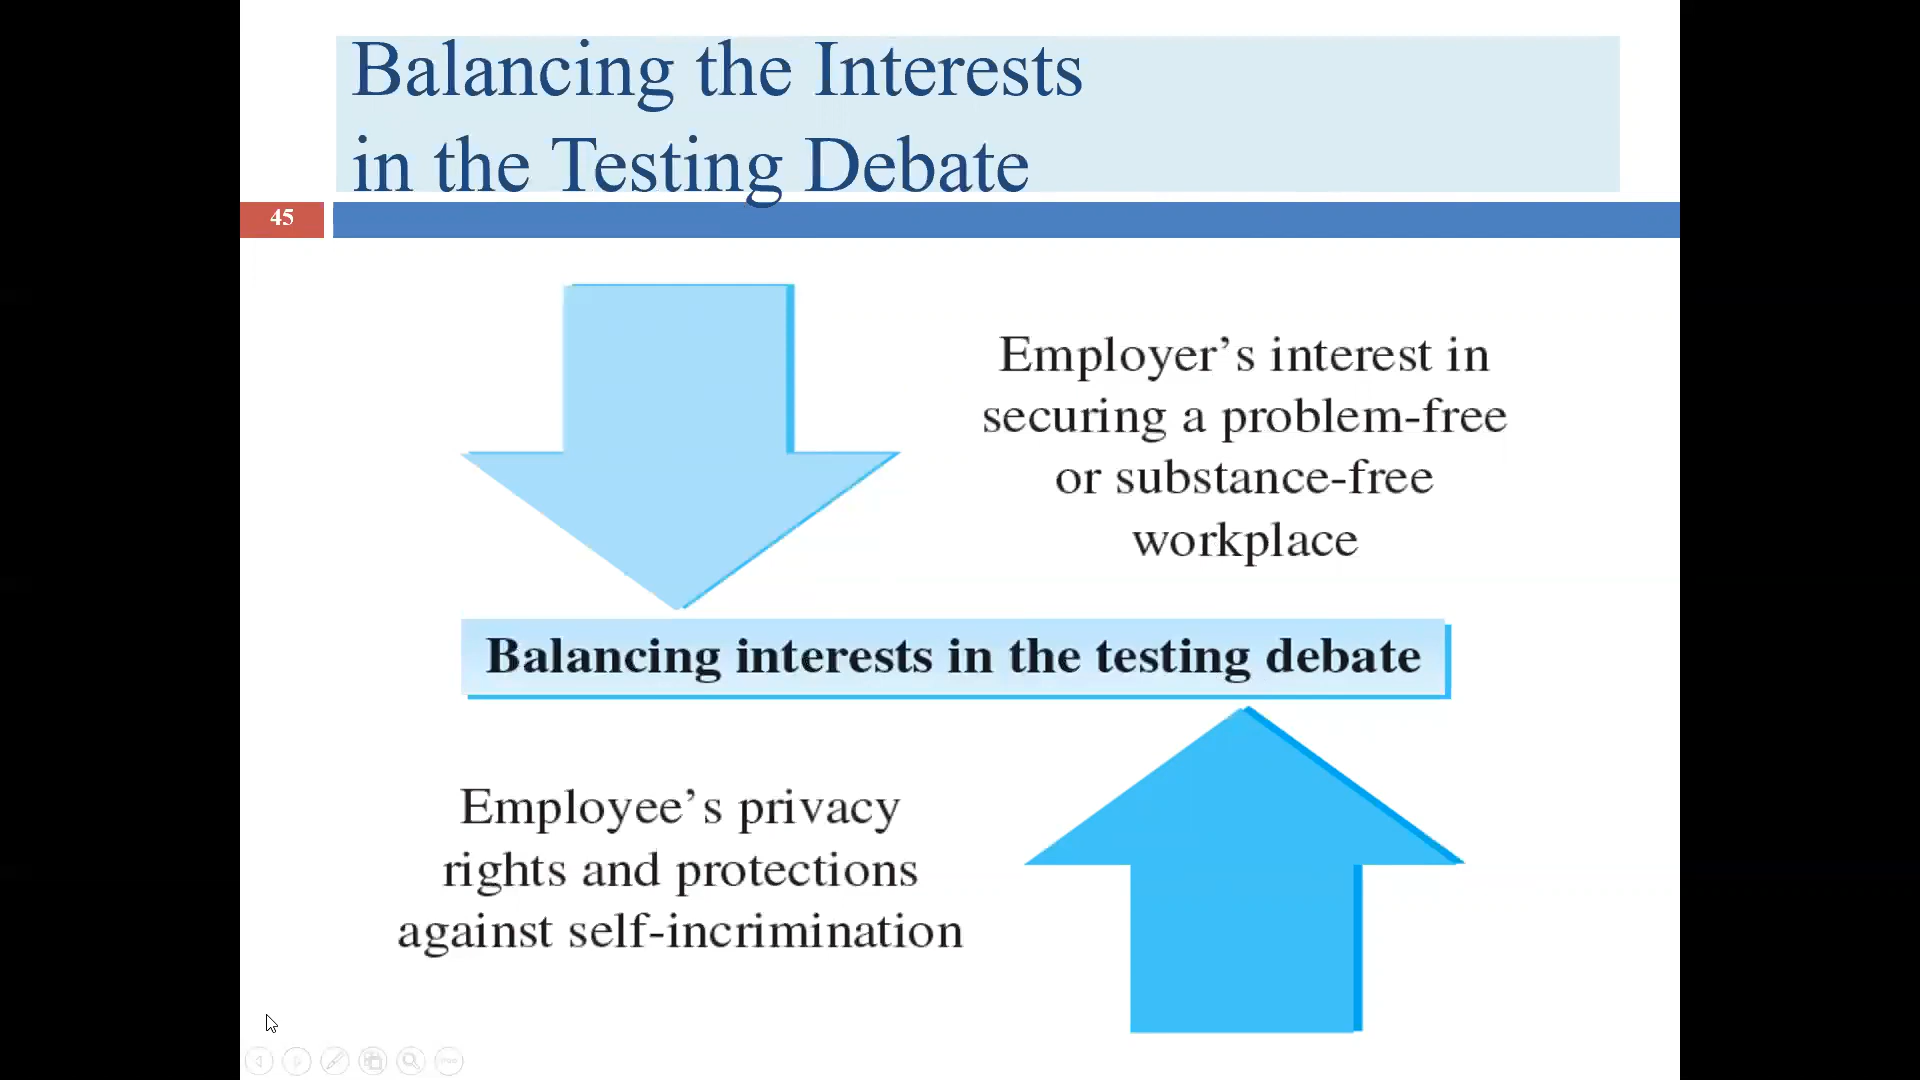 Balancing the Interests
in the Testing Debate
45
Employer’s interest in
securing a problem-free
or substance-free
workplace
Balancing interests in the testing debate
Employee’s privacy
rights and protections
against self-incrimination